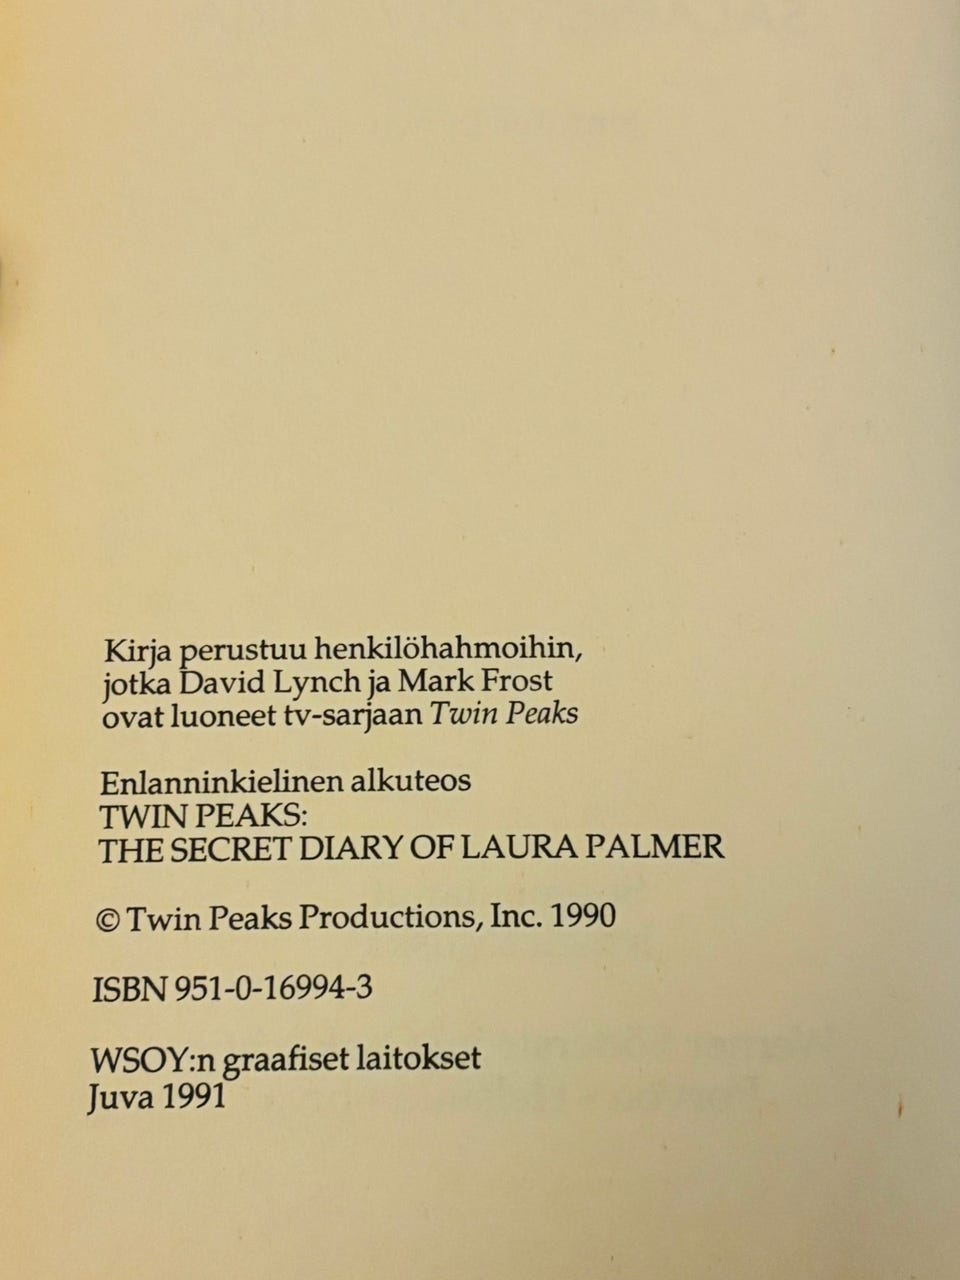 Kirja perustuu henkilöhahmoihin,
jotka David Lynch ja Mark Frost
ovat luoneet tv-sarjaan Twin Peaks
Enlanninkielinen alkuteos
TWIN PEAKS:
THE SECRET DIARY OF LAURA PALMER
© Twin Peaks Productions, Inc. 1990
ISBN 951-0-16994-3
WSOY:n graafiset laitokset
Juva 1991